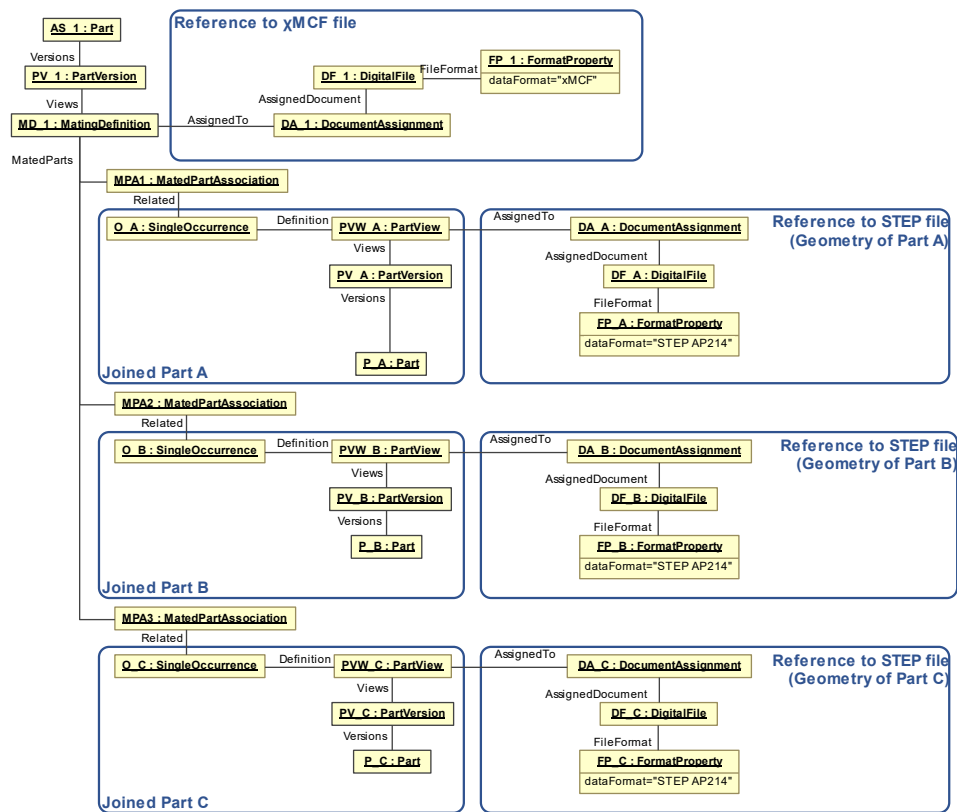 Reference to χMCF file
AS_1 : Part
Versions
PV_1 : PartVersion
Views
MD_1 : MatingDefinition
AssignedTo
DA_1 : DocumentAssignment
AssignedDocument
DF_1 : DigitalFile
FileFormat
FP_1 : FormatProperty
dataFormat="xMCF"
MatedParts
MPA1 : MatedPartAssociation
Related
O_A : SingleOccurrence
Definition
PVW_A : PartView
Views
PV_A : PartVersion
Versions
P_A : Part
Joined Part A
AssignedTo
DA_A : DocumentAssignment
AssignedDocument
DF_A : DigitalFile
FileFormat
FP_A : FormatProperty
dataFormat="STEP AP214"
Reference to STEP file
(Geometry of Part A)
MPA2 : MatedPartAssociation
Related
O_B : SingleOccurrence
Definition
PVW_B : PartView
Views
PV_B : PartVersion
Versions
P_B : Part
Joined Part B
AssignedTo
DA_B : DocumentAssignment
AssignedDocument
DF_B : DigitalFile
FileFormat
FP_B : FormatProperty
dataFormat="STEP AP214"
Reference to STEP file
(Geometry of Part B)
MPA3 : MatedPartAssociation
Related
O_C : SingleOccurrence
Definition
PVW_C : PartView
Views
PV_C : PartVersion
Versions
P_C : Part
Joined Part C
AssignedTo
DA_C : DocumentAssignment
AssignedDocument
DF_C : DigitalFile
FileFormat
FP_C : FormatProperty
dataFormat="STEP AP214"
Reference to STEP file
(Geometry of Part C)